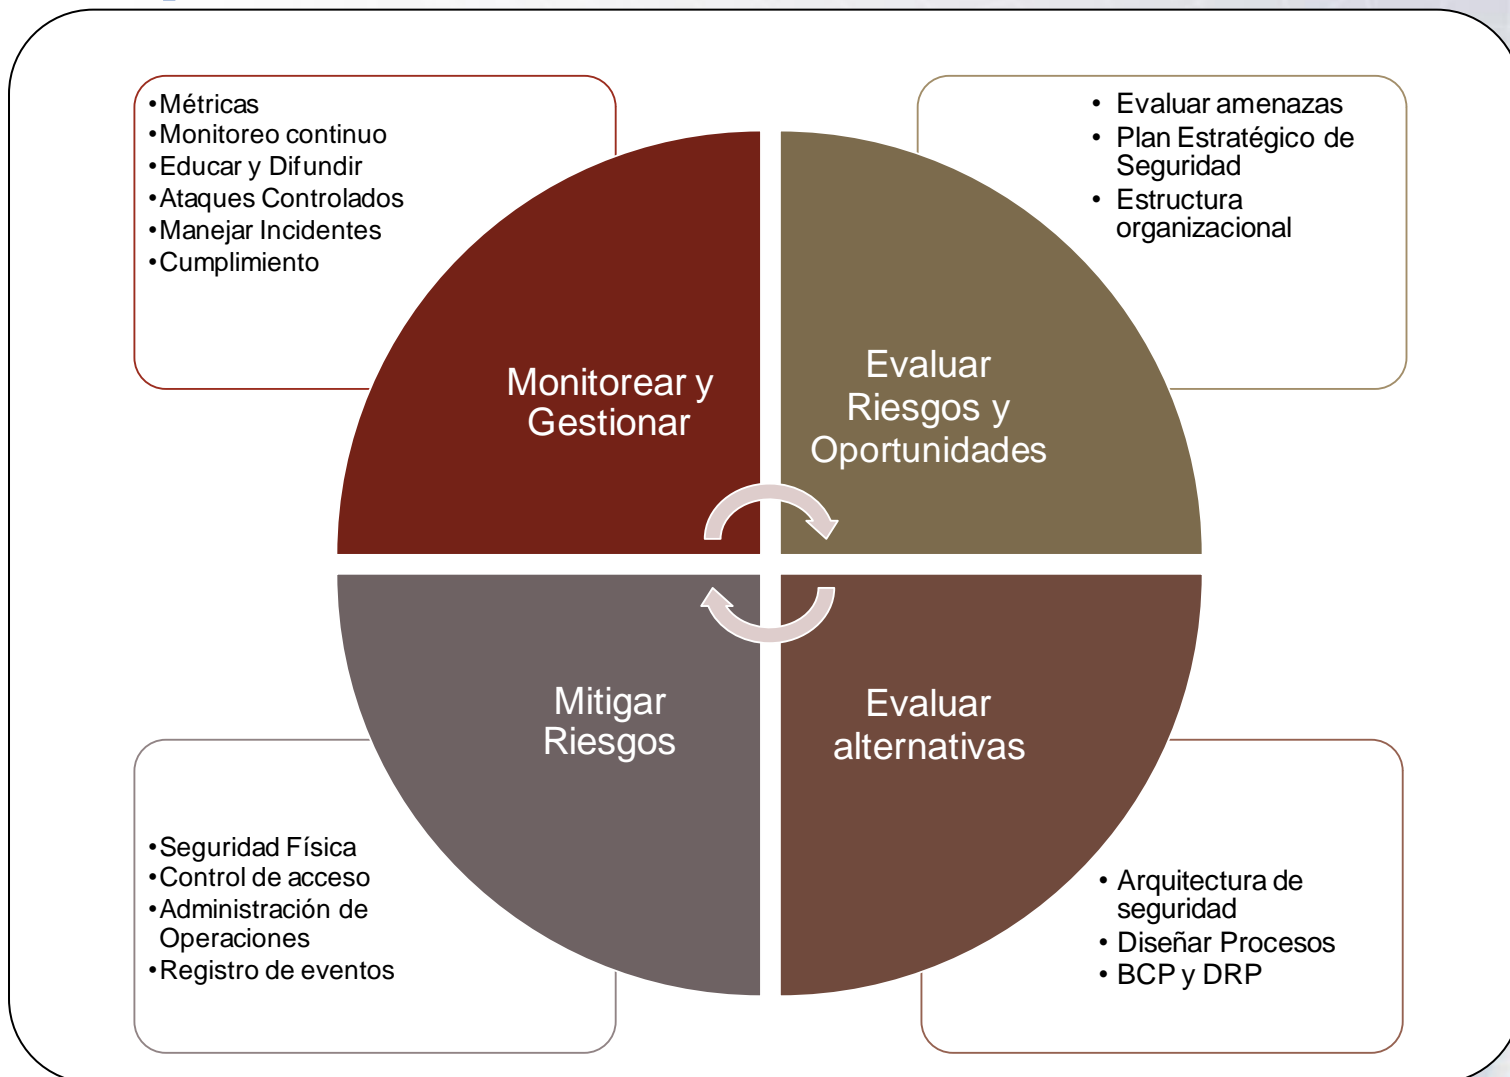 •Métricas
•Monitoreo continuo
•Educar y Difundir
•Ataques Controlados
•Manejar Incidentes
•Cumplimiento
• Evaluar amenazas
• Plan Estratégico de
Seguridad
• Estructura
organizacional
Monitorear y
Gestionar
Evaluar
Riesgos y
Oportunidades
Mitigar
Riesgos
Evaluar
alternativas
•Seguridad Física
•Control de acceso
•Administración de
Operaciones
•Registro de eventos
• Arquitectura de
seguridad
• Diseñar Procesos
• BCP y DRP